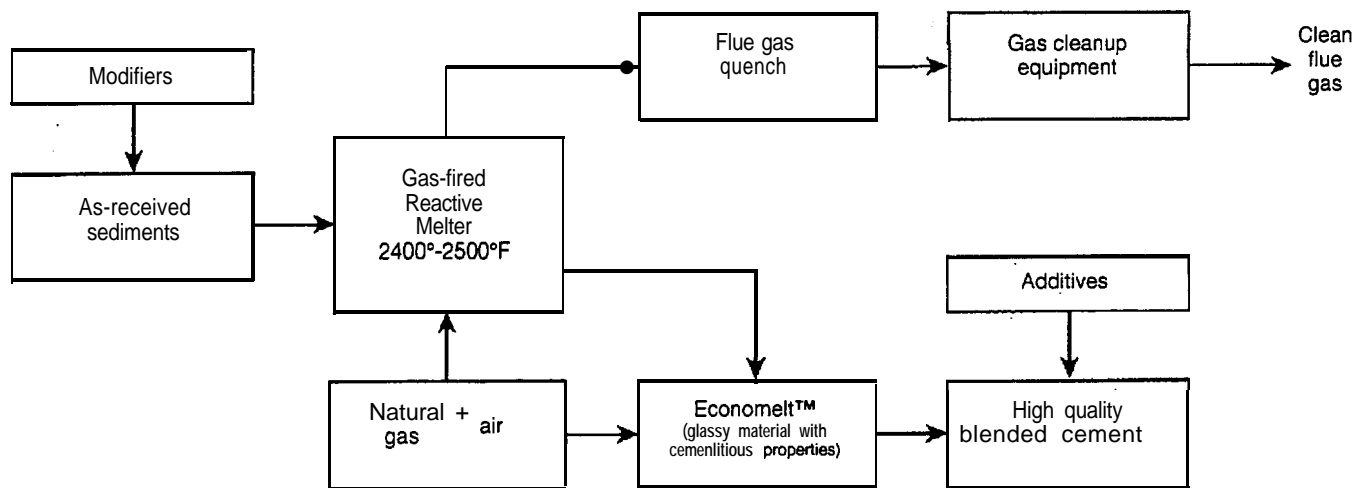 Modifiers
As-received
sediments
Gas-fired
Reactive
Melter
2400°-2500°F
Flue gas
quench
Gas cleanup
equipment
Clean
flue
gas
Natural + air
gas
Economelt™
(glassy material with
cemenlitious properties)
Additives
High quality
blended cement